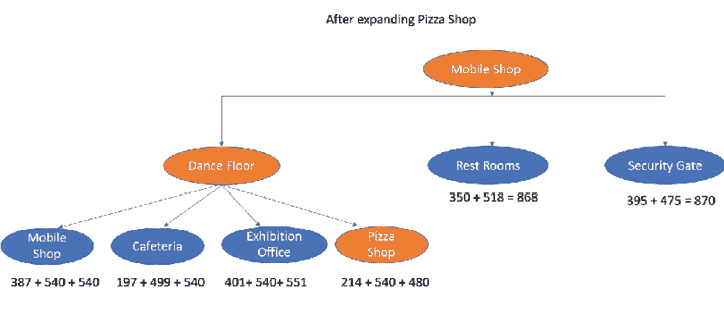 After expanding Pizza Shop
Mobile Shop
Dance Floor
Rest Rooms
Security Gate
350 + 518 = 868
395 + 475 = 870
Mobile
Shop
Cafeteria
Exhibition
Office
Pizza
Shop
387 + 540 + 540
197 + 499 + 540
401+ 540+ 551
214 + 540 + 480